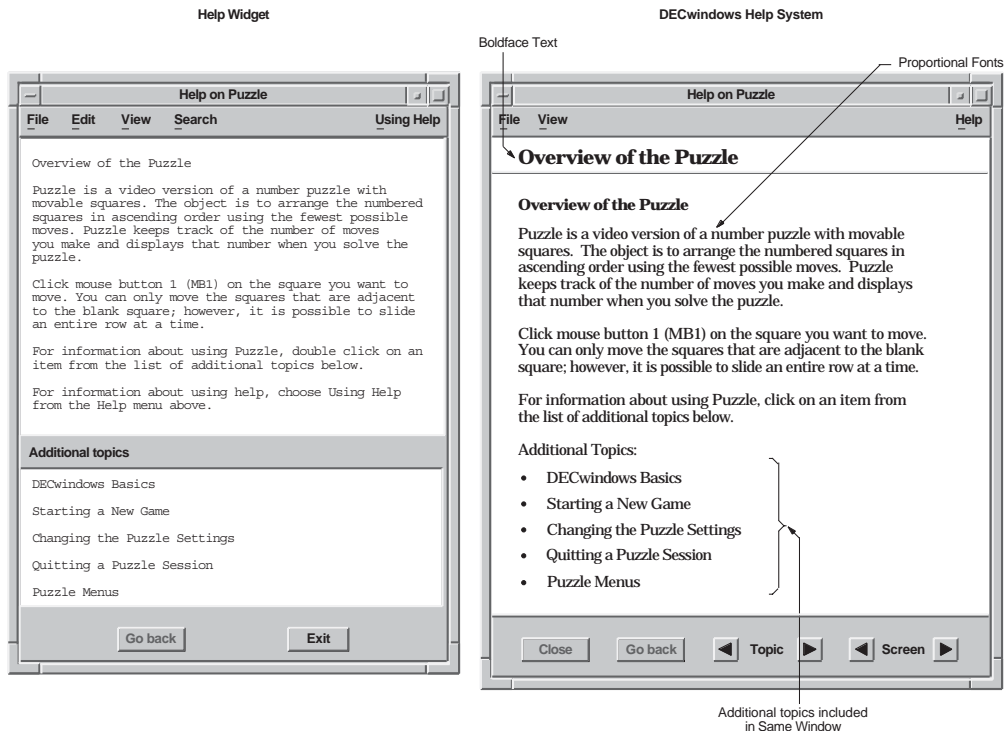 Help Widget
Help on Puzzle
File Edit View Search Using Help
Overview of the Puzzle
Puzzle is a video version of a number puzzle with
movable squares. The object is to arrange the numbered
squares in ascending order using the fewest possible
moves. Puzzle keeps track of the number of moves
you make and displays that number when you solve the
puzzle.
Click mouse button 1 (MB1) on the square you want to
move. You can only move the squares that are adjacent
to the blank square; however, it is possible to slide
an entire row at a time.
For information about using Puzzle, double click on an
item from the list of additional topics below.
For information about using help, choose Using Help
from the Help menu above.
Additional topics
DECwindows Basics
Starting a New Game
Changing the Puzzle Settings
Quitting a Puzzle Session
Puzzle Menus
Go back Exit
DECwindows Help System
Boldface Text
Proportional Fonts
Help on Puzzle
File View Help
Overview of the Puzzle
Overview of the Puzzle
Puzzle is a video version of a number puzzle with movable
squares. The object is to arrange the numbered squares in
ascending order using the fewest possible moves. Puzzle
keeps track of the number of moves you make and displays
that number when you solve the puzzle.
Click mouse button 1 (MB1) on the square you want to move.
You can only move the squares that are adjacent to the blank
square; however, it is possible to slide an entire row at a time.
For information about using Puzzle, click on an item from
the list of additional topics below.
Additional Topics:
• DECwindows Basics
• Starting a New Game
• Changing the Puzzle Settings
• Quitting a Puzzle Session
• Puzzle Menus
Close Go back Topic Screen
Additional topics included
in Same Window